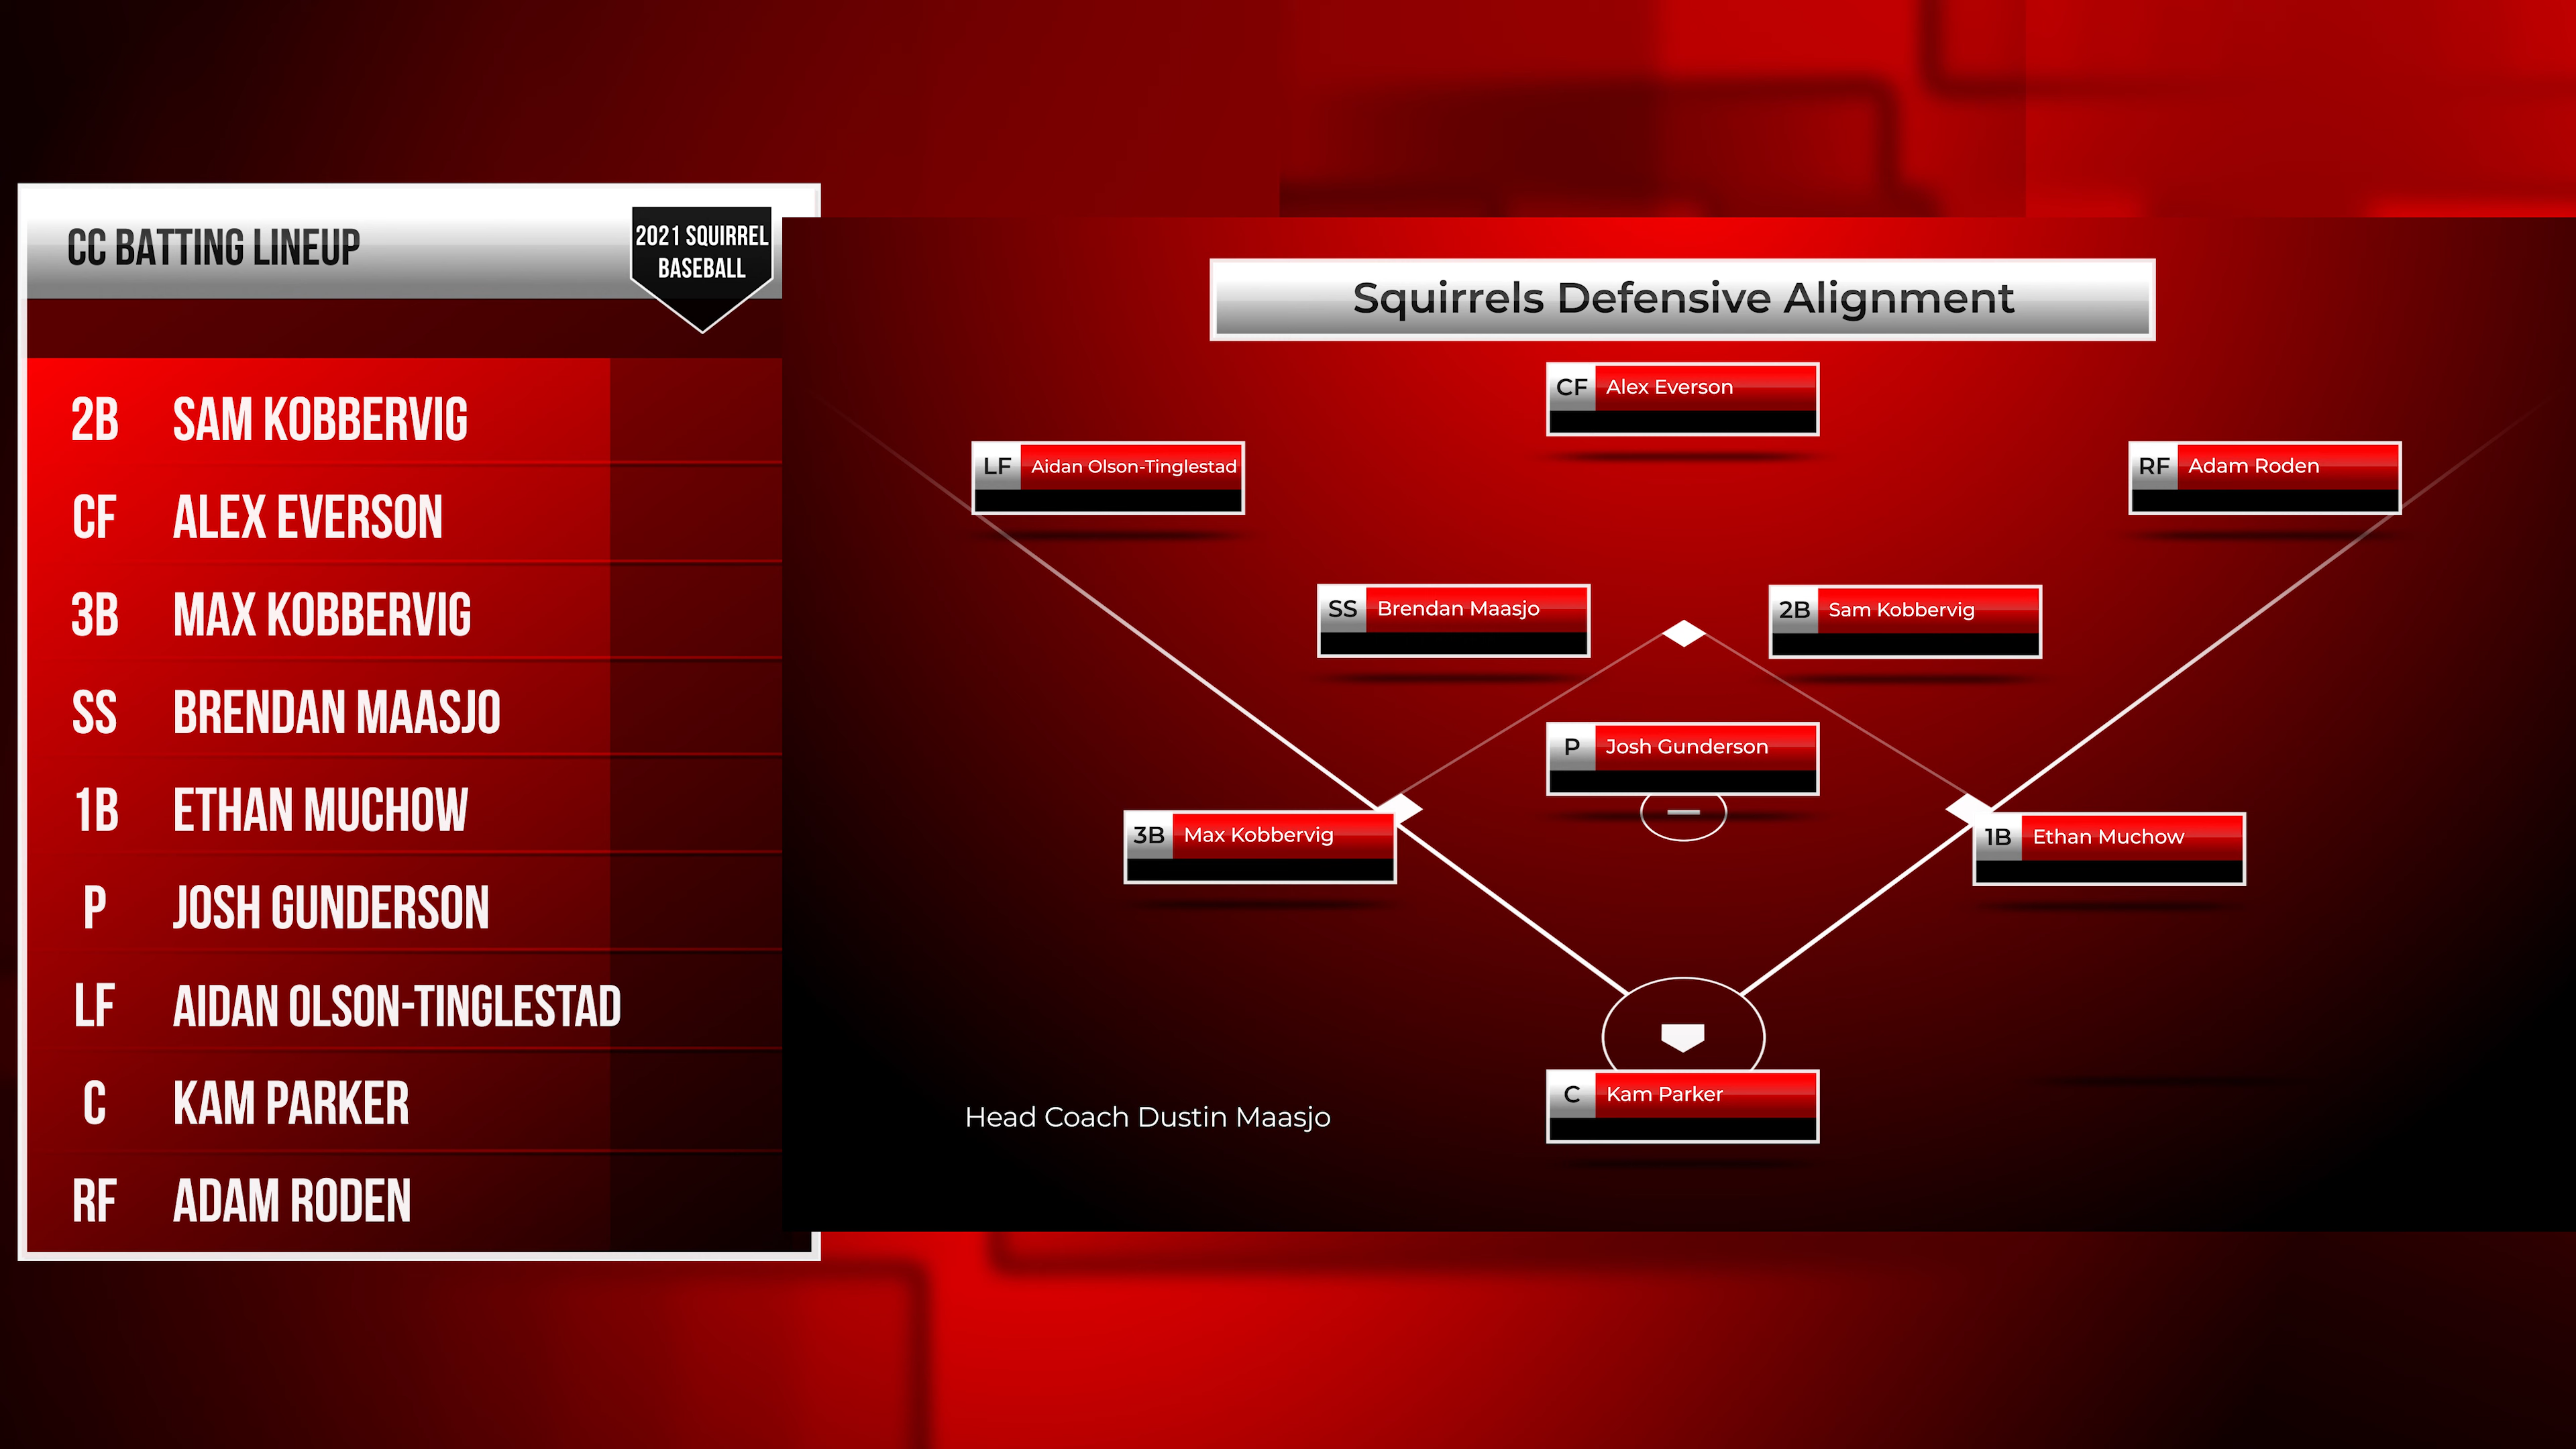 CC BATTING LINEUP
2021 SQUIRREL
BASEBALL
2B SAM KOBBERVIG
CF ALEX EVERSON
3B MAX KOBBERVIG
SS BRENDAN MAASJO
1B ETHAN MUCHOW
P JOSH GUNDERSON
LF AIDAN OLSON-TINGLESTAD
C KAM PARKER
RF ADAM RODEN
Squirrels Defensive Alignment
CF Alex Everson
LF Aidan Olson-Tinglestad
RF Adam Roden
SS Brendan Maasjo
2B Sam Kobbervig
P Josh Gunderson
3B Max Kobbervig
1B Ethan Muchow
C Kam Parker
Head Coach Dustin Maasjo